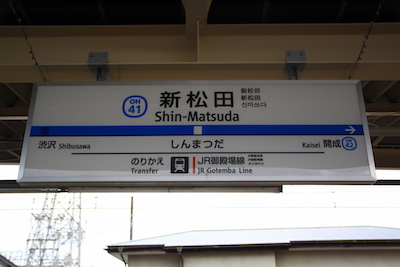 OH
41
新松田
新松田
新松田
신마쓰다
Shin-Matsuda
渋沢 Shibusawa
しんまつだ
Kaisei 開成 OH 42
のりかえ
Transfer
JR御殿場線
JR Gotemba Line